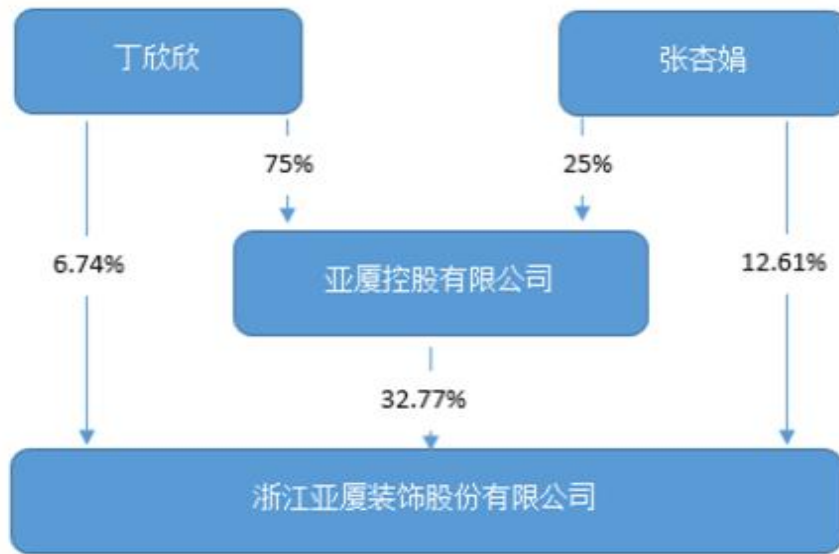 丁欣欣
张杏娟
75%
25%
6.74%
亚厦控股有限公司
12.61%
32.77%
浙江亚厦装饰股份有限公司